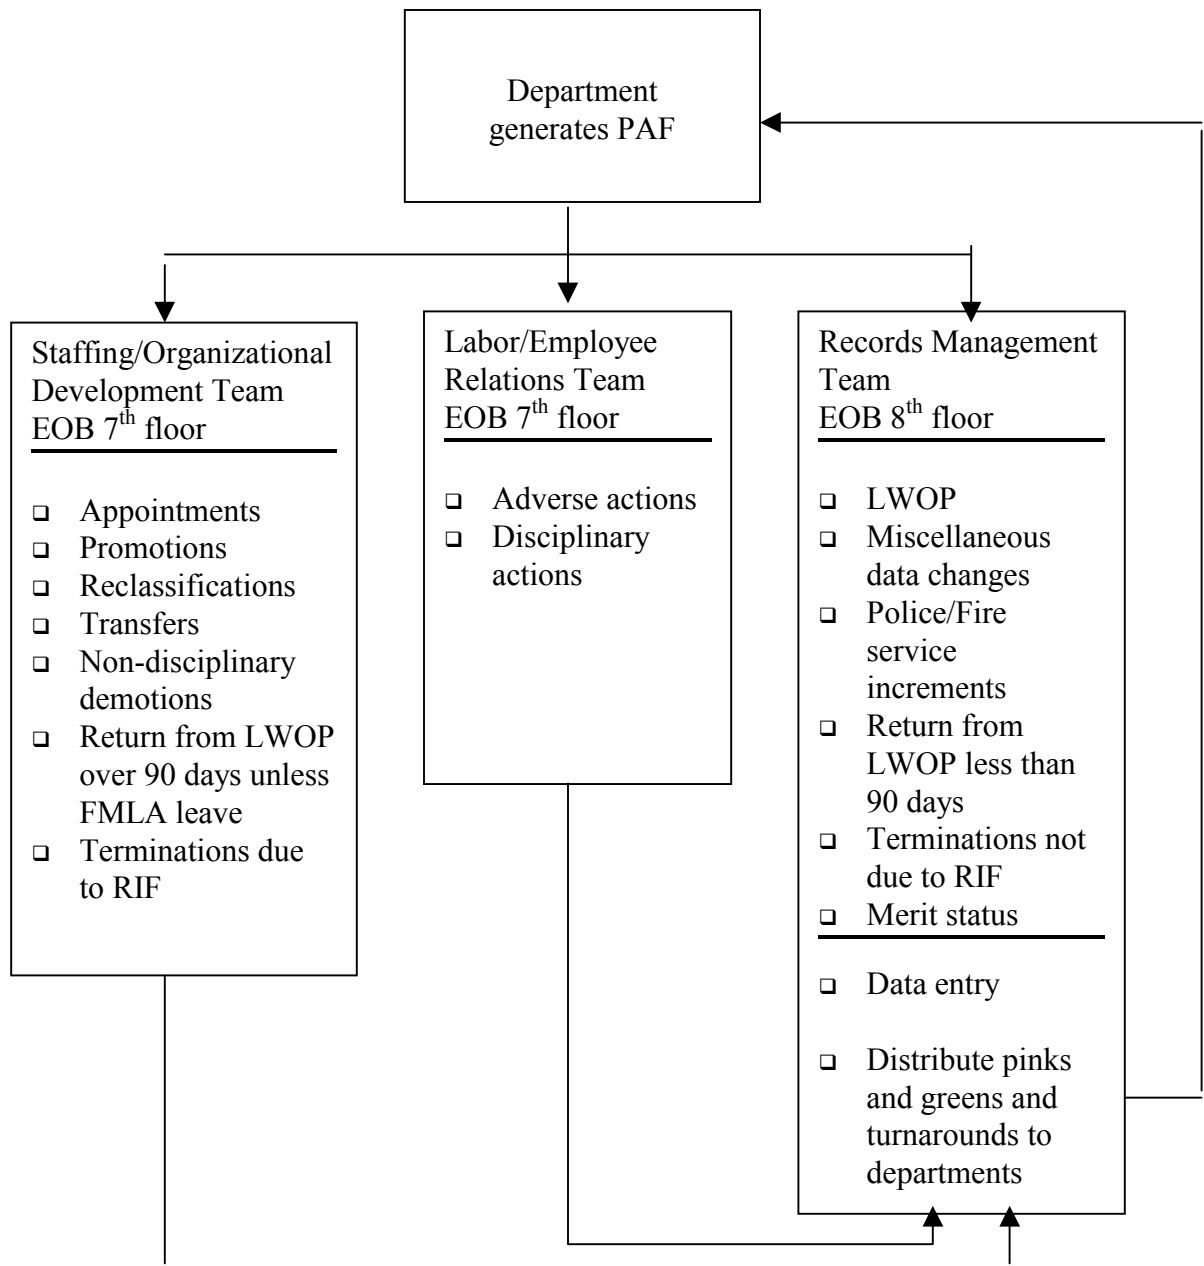 Department
generates PAF
Staffing/Organizational
Development Team
EOB 7th floor
❑ Appointments
❑ Promotions
❑ Reclassifications
❑ Transfers
❑ Non-disciplinary
demotions
❑ Return from LWOP
over 90 days unless
FMLA leave
❑ Terminations due
to RIF
Labor/Employee
Relations Team
EOB 7th floor
❑ Adverse actions
❑ Disciplinary
actions
Records Management
Team
EOB 8th floor
❑ LWOP
❑ Miscellaneous
data changes
❑ Police/Fire
service
increments
❑ Return from
LWOP less than
90 days
❑ Terminations not
due to RIF
❑ Merit status
❑ Data entry
❑ Distribute pinks
and greens and
turnarounds to
departments